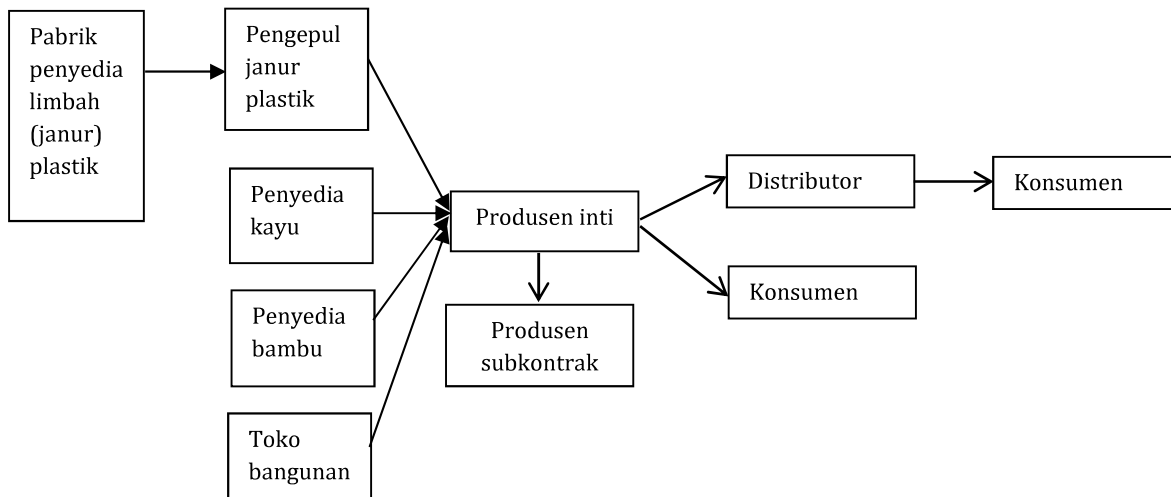 Pabrik
penyedia
limbah
(janur)
plastik
Pengepul
janur
plastik
Penyedia
kayu
Penyedia
bambu
Toko
bangunan
Produsen inti
Produsen
subkontrak
Distributor
Konsumen
Konsumen